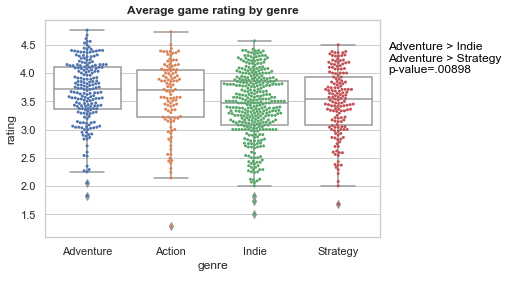 Average game rating by genre
4.5
4.0
3.5
3.0
2.5
2.0
1.5
rating
Adventure Action Indie Strategy
genre
Adventure > Indie
Adventure > Strategy
p-value=.00898